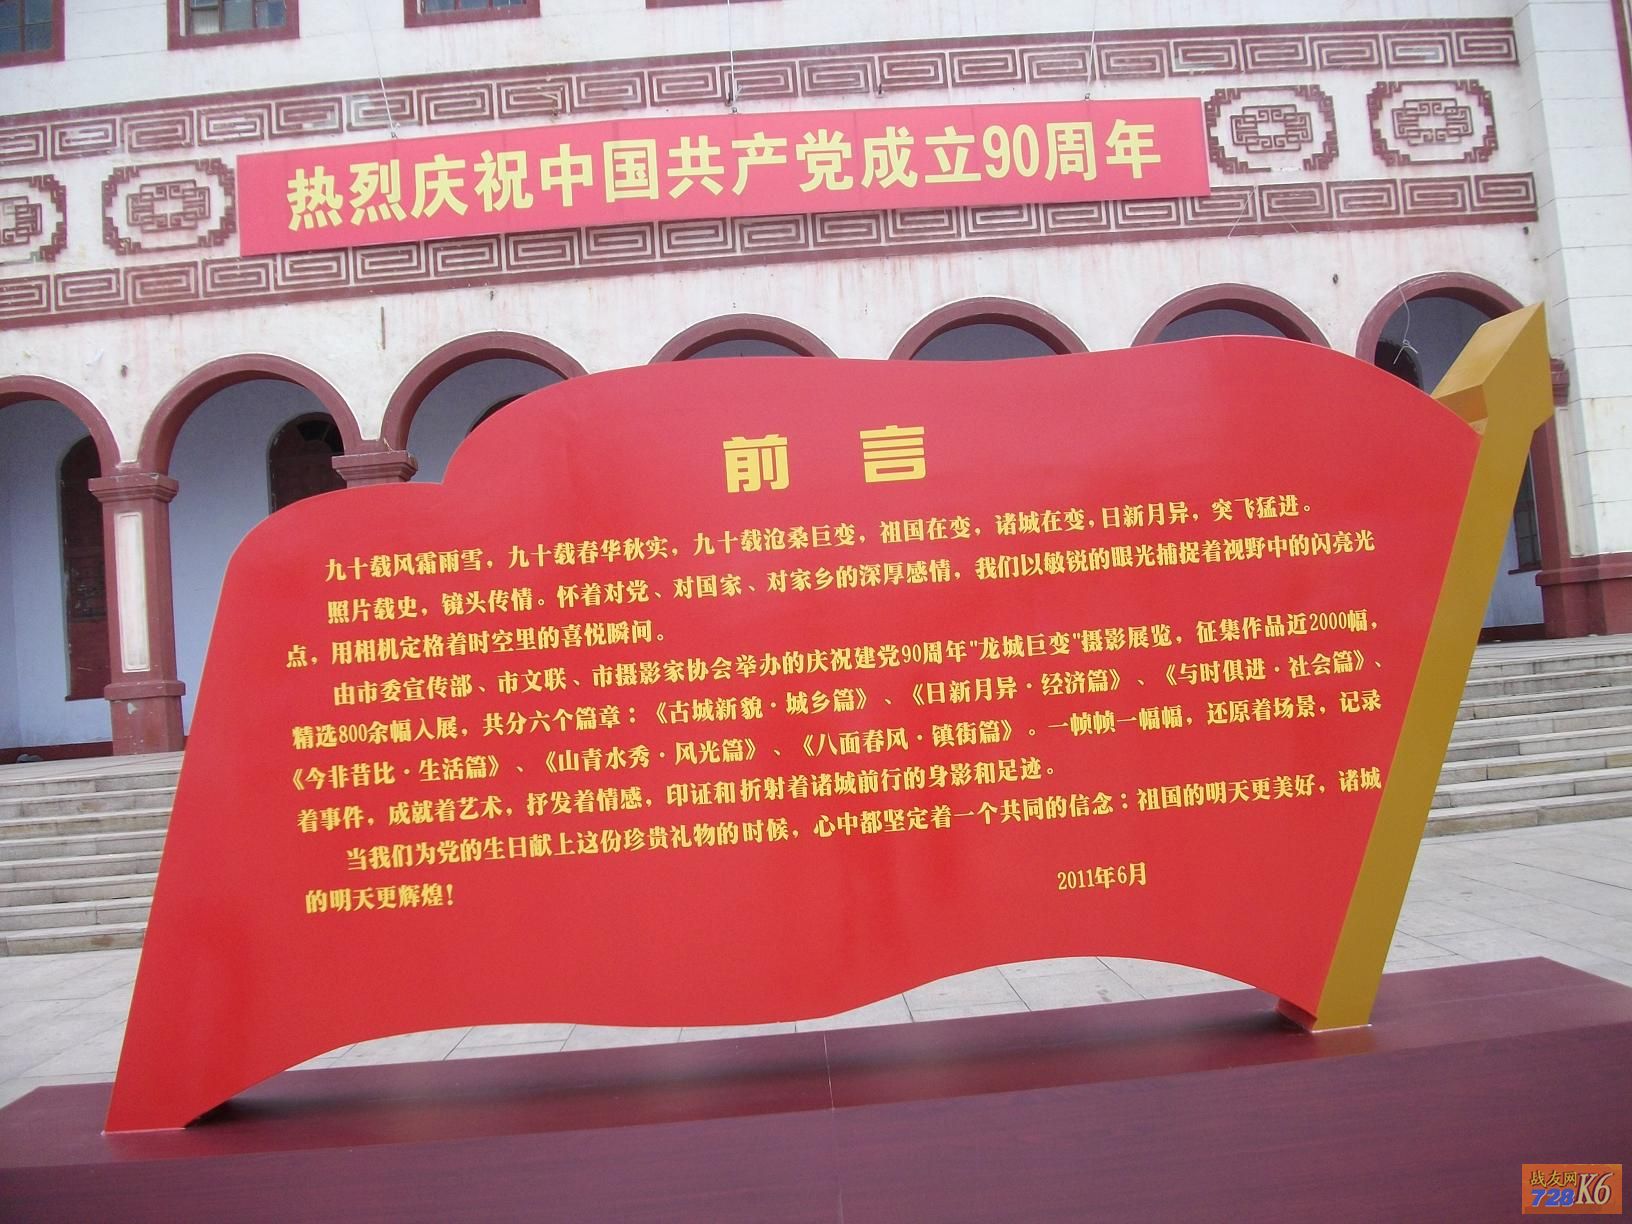 热烈庆祝中国共产党成立90周年
前 言
九十载风霜雨雪，九十载春华秋实，九十载沧桑巨变，祖国在变，诸城在变，日新月异，突飞猛进。
照片载史，镜头传情。怀着对党、对国家、对家乡的深厚感情，我们以敏锐的眼光捕捉着视野中的闪亮光
点，用相机定格着时空里的喜悦瞬间。
由市委宣传部、市文联、市摄影家协会举办的庆祝建党90周年"龙城巨变"摄影展览，征集作品近2000幅，
精选800余幅入展，共分六个篇章：《古城新貌·城乡篇》、《日新月异·经济篇》、《与时俱进·社会篇》、
《今非昔比·生活篇》、《山青水秀·风光篇》、《八面春风·镇街篇》。一帧帧一幅幅，还原着场景，记录
着事件，成就着艺术，抒发着情感，印证和折射着诸城前行的身影和足迹。
当我们为党的生日献上这份珍贵礼物的时候，心中都坚定着一个共同的信念：祖国的明天更美好，诸城
的明天更辉煌！
2011年6月
战友网
728K6